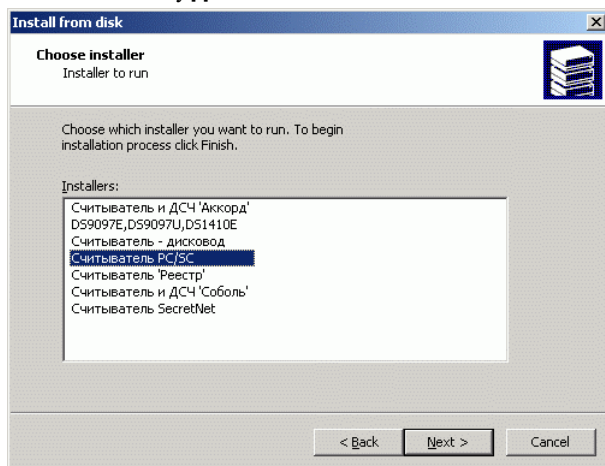 Install from disk
Choose installer
Installer to run
Choose which installer you want to run. To begin
installation process click Finish.
Installers:
Считыватель и ДСЧ 'Аккорд'
DS9097E,DS9097U,DS1410E
Считыватель - дисковод
Считыватель PC/SC
Считыватель 'Реестр'
Считыватель и ДСЧ 'Соболь'
Считыватель SecretNet
< Back Next > Cancel